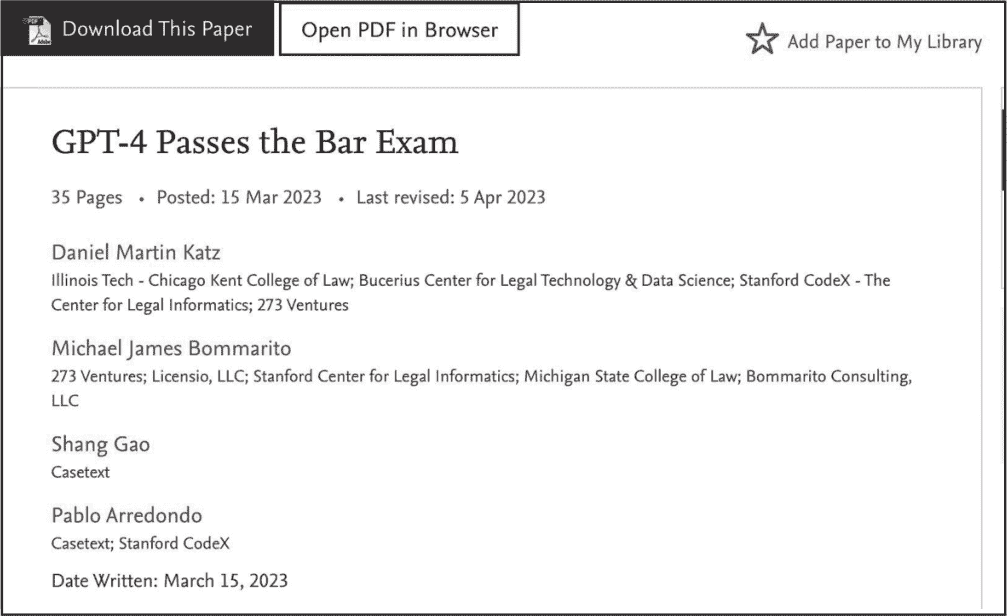 Download This Paper
Open PDF in Browser
Add Paper to My Library
GPT-4 Passes the Bar Exam
35 Pages • Posted: 15 Mar 2023 • Last revised: 5 Apr 2023
Daniel Martin Katz
Illinois Tech - Chicago Kent College of Law; Bucerius Center for Legal Technology & Data Science; Stanford CodeX - The
Center for Legal Informatics; 273 Ventures
Michael James Bommarito
273 Ventures; Licensio, LLC; Stanford Center for Legal Informatics; Michigan State College of Law; Bommarito Consulting,
LLC
Shang Gao
Casetext
Pablo Arredondo
Casetext; Stanford CodeX
Date Written: March 15, 2023